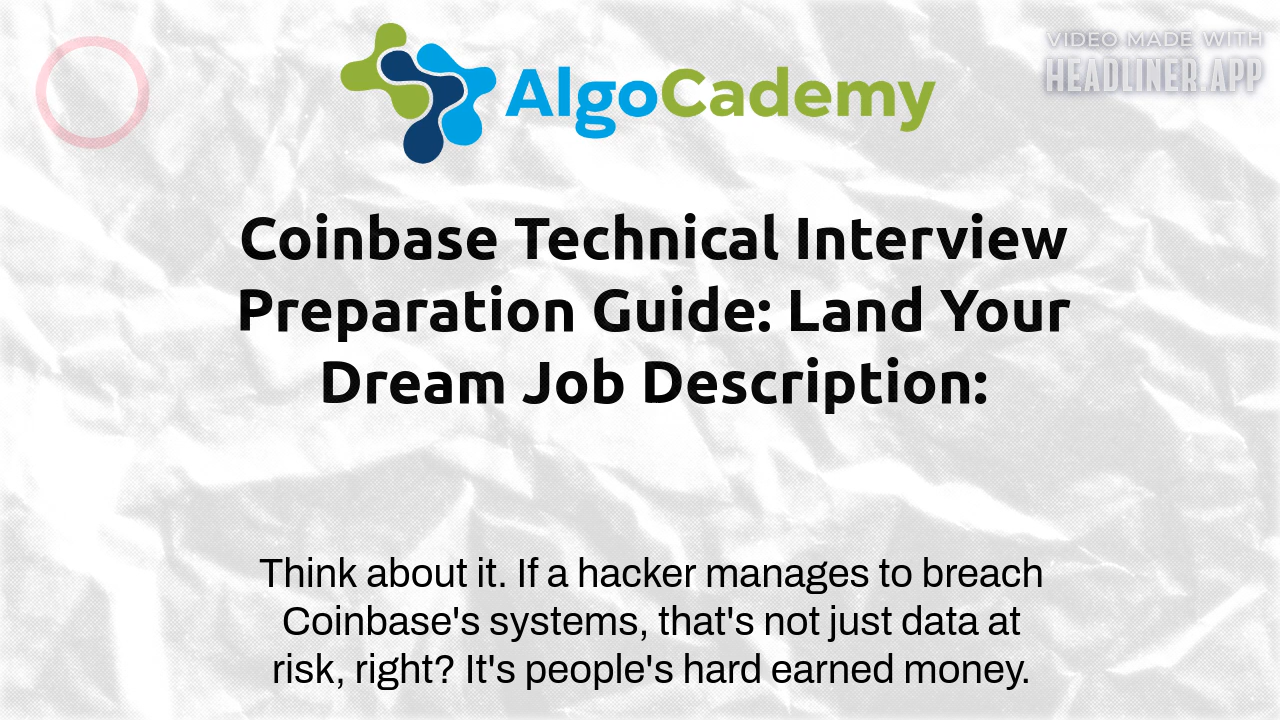 VIDEO MADE WITH
HEADLINER.APP
AlgoCademy
Coinbase Technical Interview
Preparation Guide: Land Your
Dream Job Description:
Think about it. If a hacker manages to breach
Coinbase's systems, that's not just data at
risk, right? It's people's hard earned money.